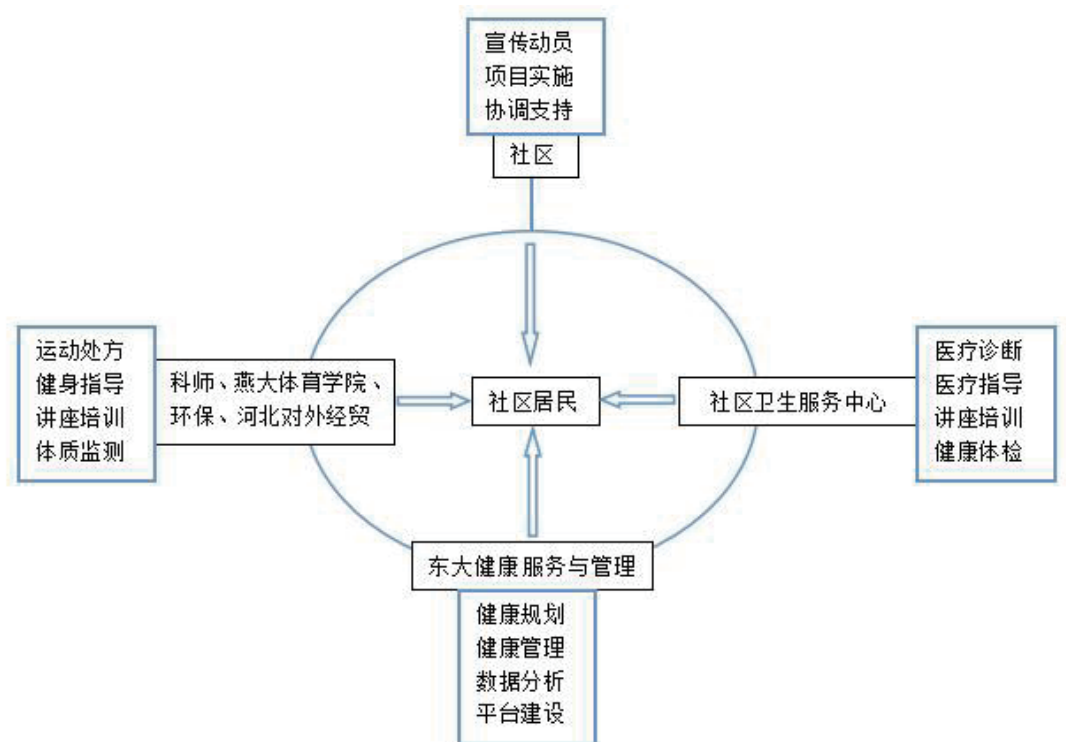 宣传动员
项目实施
协调支持
社区
运动处方
健身指导
讲座培训
体质监测
科师、燕大体育学院、
环保、河北对外经贸
社区居民
社区卫生服务中心
医疗诊断
医疗指导
讲座培训
健康体检
东大健康服务与管理
健康规划
健康管理
数据分析
平台建设